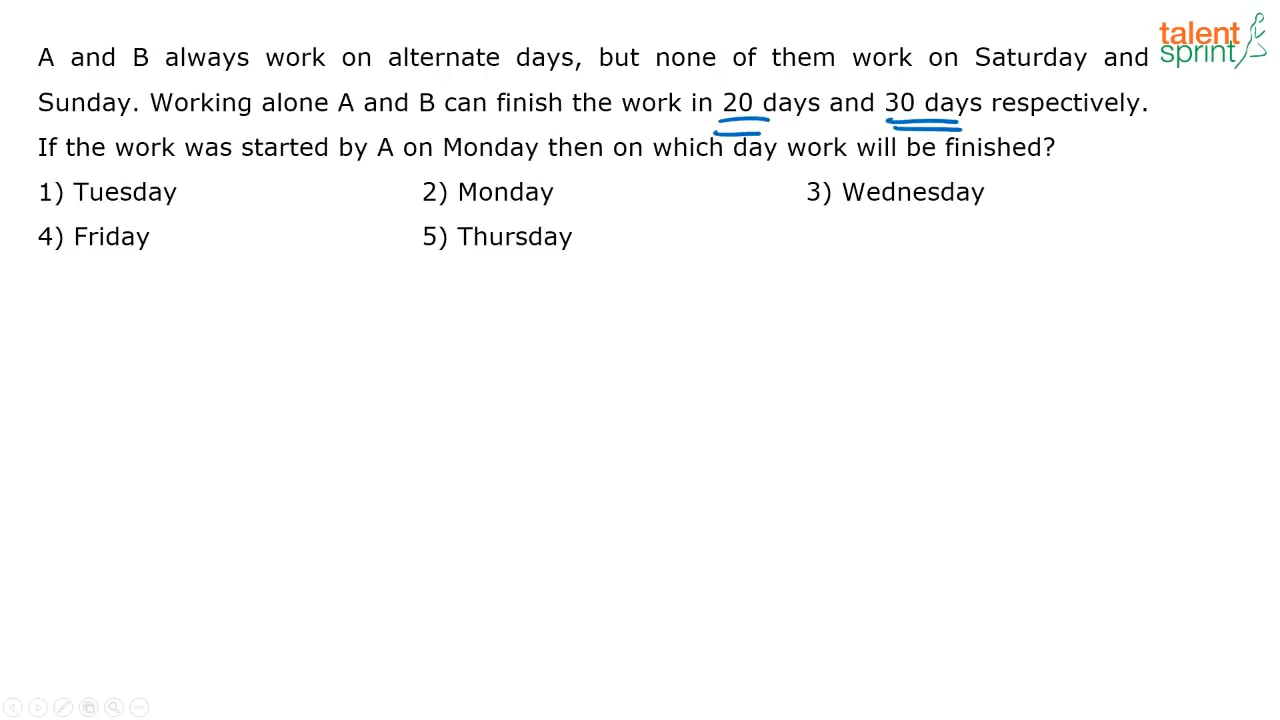 talent
sprint
A and B always work on alternate days, but none of them work on Saturday and
Sunday. Working alone A and B can finish the work in 20 days and 30 days respectively.
If the work was started by A on Monday then on which day work will be finished?
1) Tuesday 2) Monday 3) Wednesday
4) Friday 5) Thursday